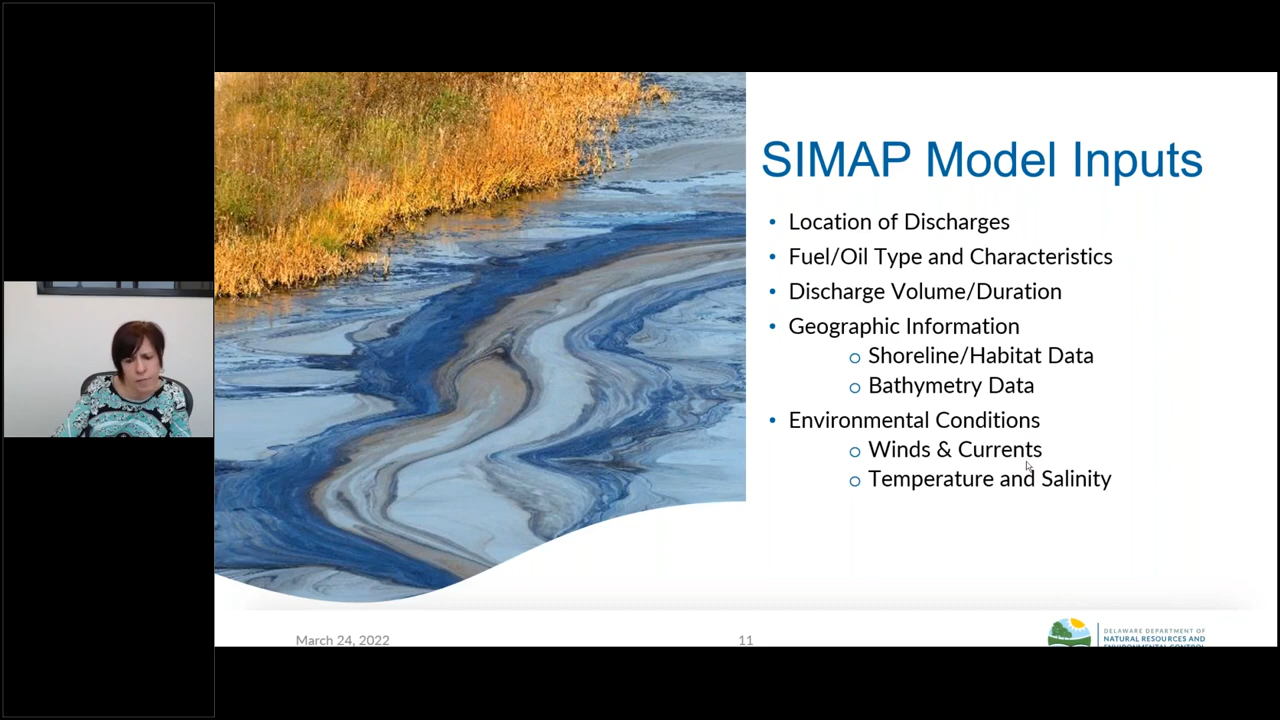 SIMAP Model Inputs
• Location of Discharges
• Fuel/Oil Type and Characteristics
• Discharge Volume/Duration
• Geographic Information
o Shoreline/Habitat Data
o Bathymetry Data
• Environmental Conditions
o Winds & Currents
o Temperature and Salinity
March 24, 2022
11
DELAWARE DEPARTMENT OF
NATURAL RESOURCES AND
ENVIRONMENTAL CONTROL